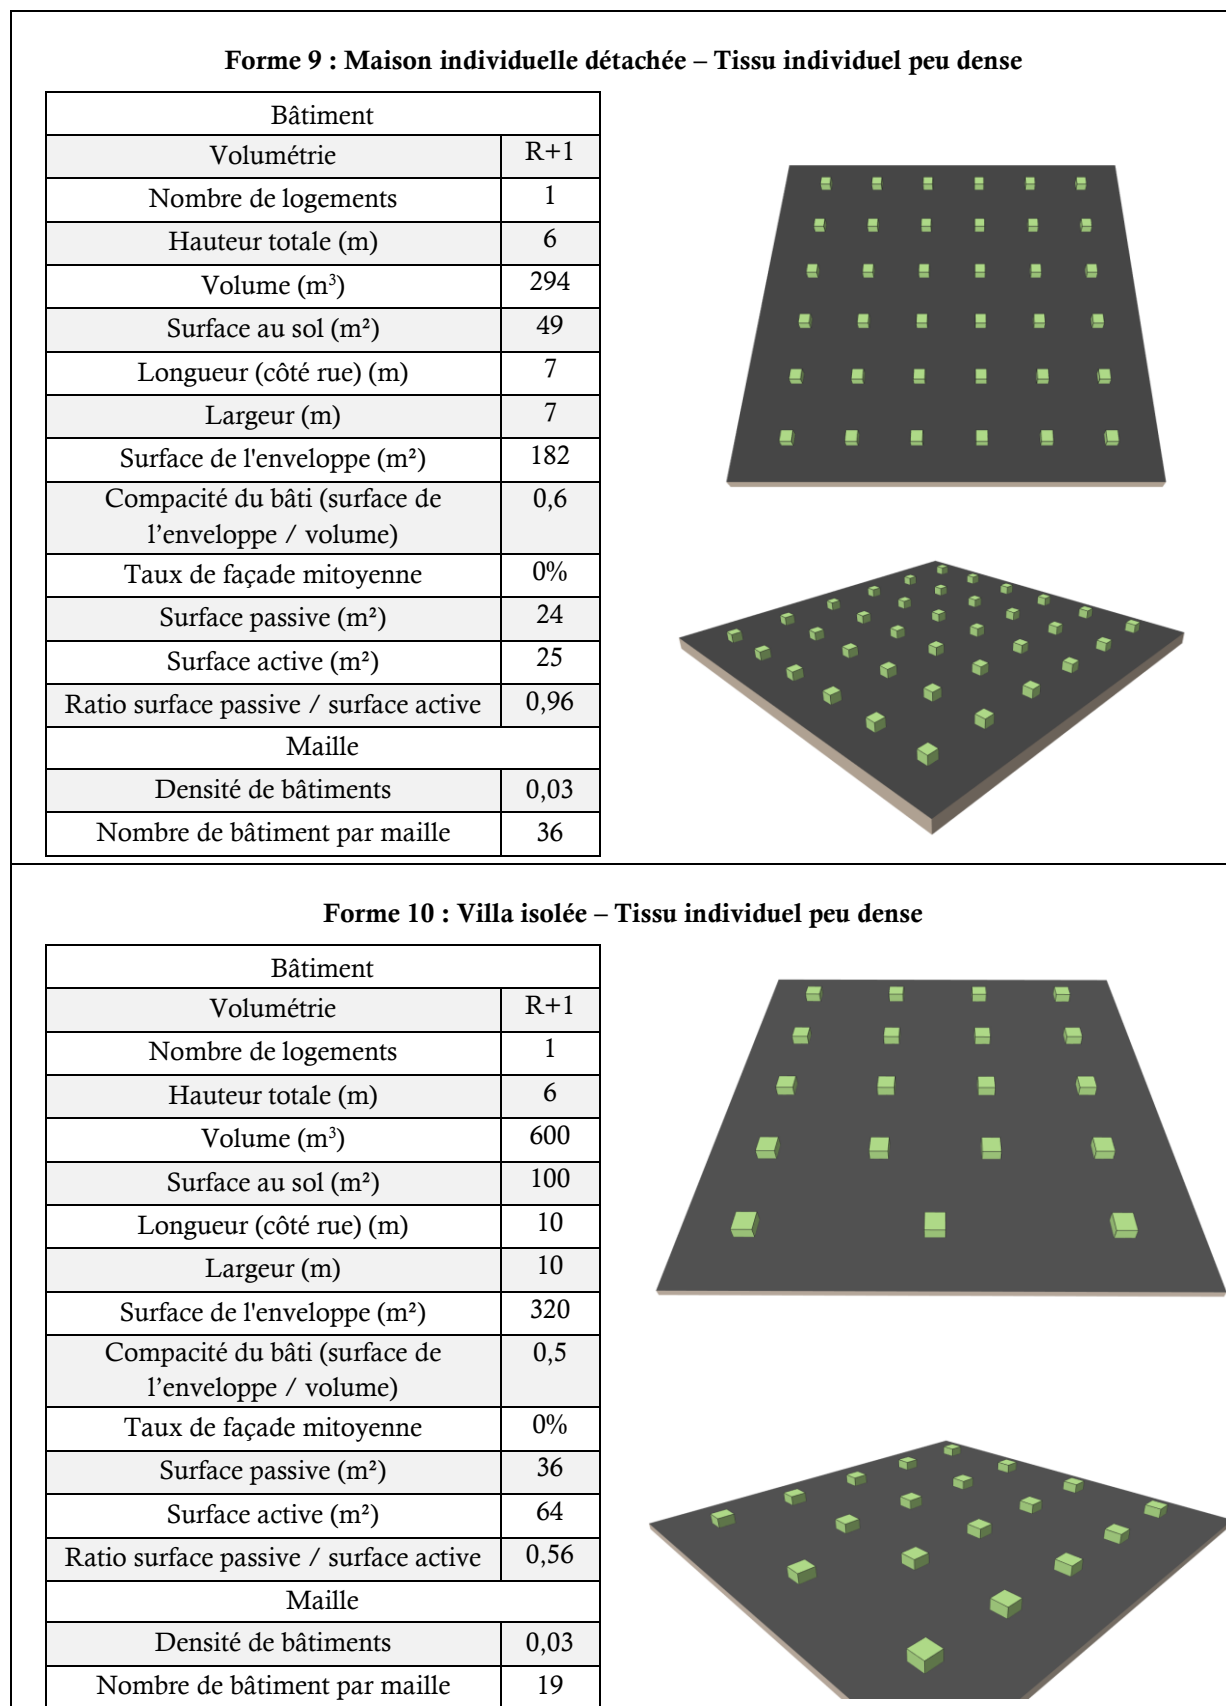 Forme 9 : Maison individuelle détachée – Tissu individuel peu dense
Bâtiment
Volumétrie R+1
Nombre de logements 1
Hauteur totale (m) 6
Volume (m³) 294
Surface au sol (m²) 49
Longueur (côté rue) (m) 7
Largeur (m) 7
Surface de l'enveloppe (m²) 182
Compacité du bâti (surface de 0,6
l’enveloppe / volume)
Taux de façade mitoyenne 0%
Surface passive (m²) 24
Surface active (m²) 25
Ratio surface passive / surface active 0,96
Maille
Densité de bâtiments 0,03
Nombre de bâtiment par maille 36
Forme 10 : Villa isolée – Tissu individuel peu dense
Bâtiment
Volumétrie R+1
Nombre de logements 1
Hauteur totale (m) 6
Volume (m³) 600
Surface au sol (m²) 100
Longueur (côté rue) (m) 10
Largeur (m) 10
Surface de l'enveloppe (m²) 320
Compacité du bâti (surface de 0,5
l’enveloppe / volume)
Taux de façade mitoyenne 0%
Surface passive (m²) 36
Surface active (m²) 64
Ratio surface passive / surface active 0,56
Maille
Densité de bâtiments 0,03
Nombre de bâtiment par maille 19